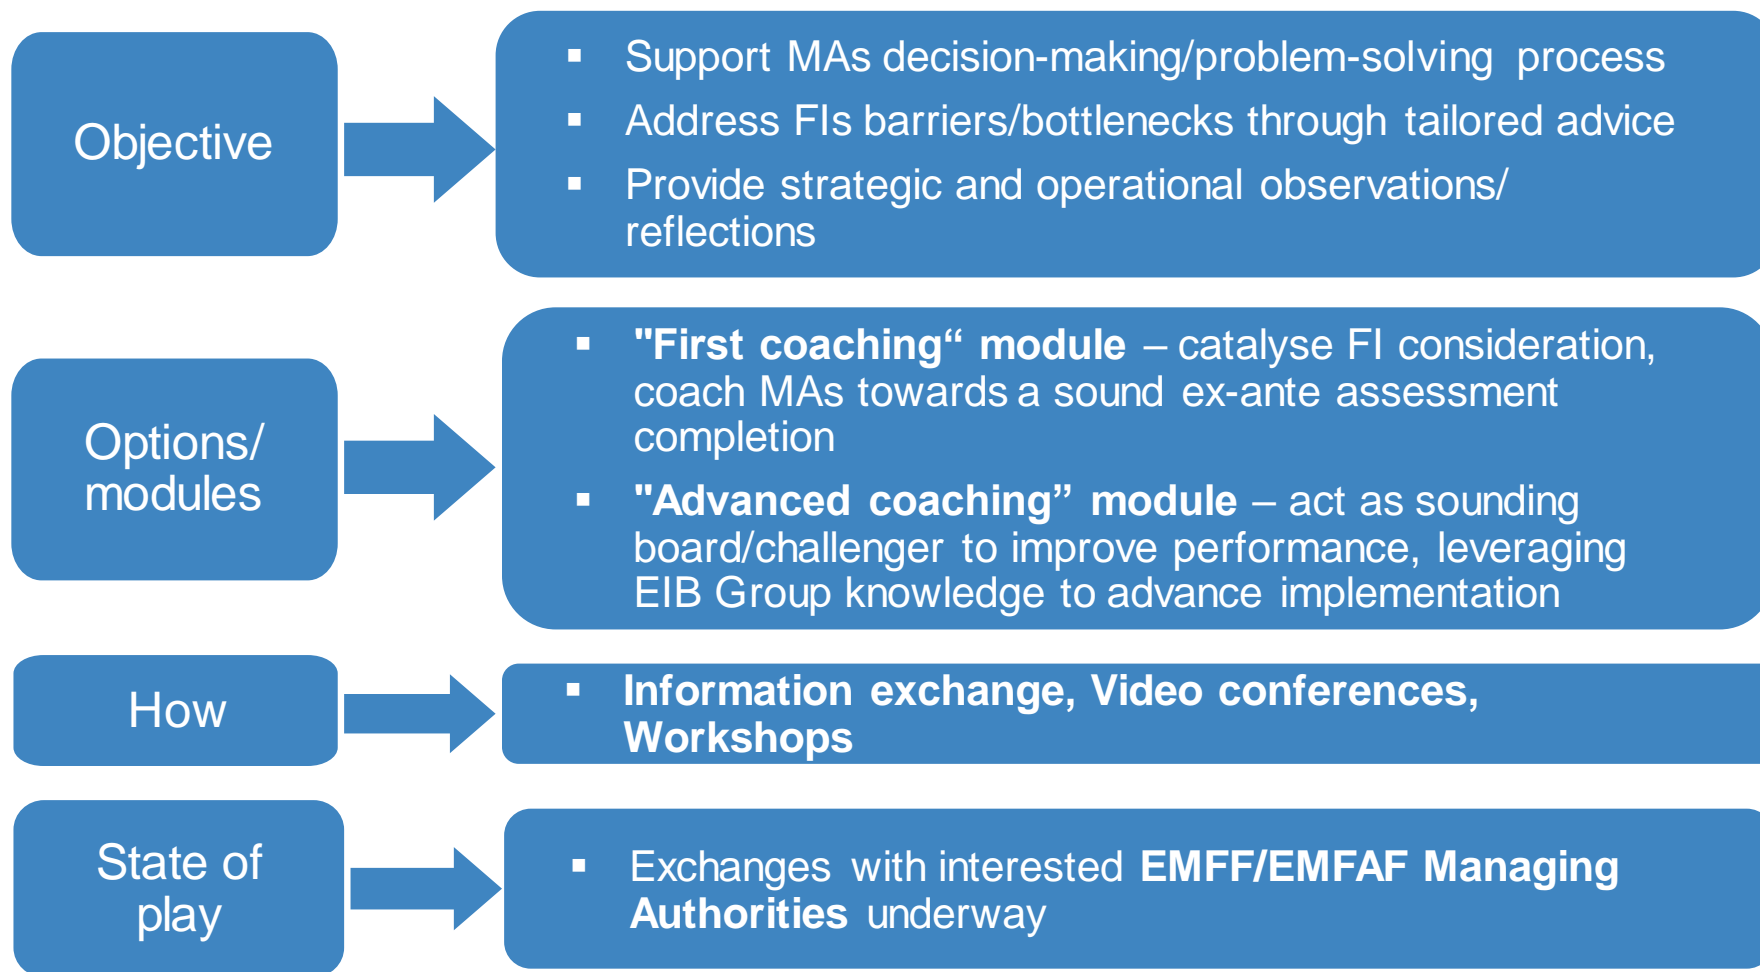 Objective
▪ Support MAs decision-making/problem-solving process
▪ Address FIs barriers/bottlenecks through tailored advice
▪ Provide strategic and operational observations/
reflections
Options/
modules
▪ "First coaching“ module – catalyse FI consideration,
coach MAs towards a sound ex-ante assessment
completion
▪ "Advanced coaching” module – act as sounding
board/challenger to improve performance, leveraging
EIB Group knowledge to advance implementation
How
▪ Information exchange, Video conferences,
Workshops
State of
play
▪ Exchanges with interested EMFF/EMFAF Managing
Authorities underway